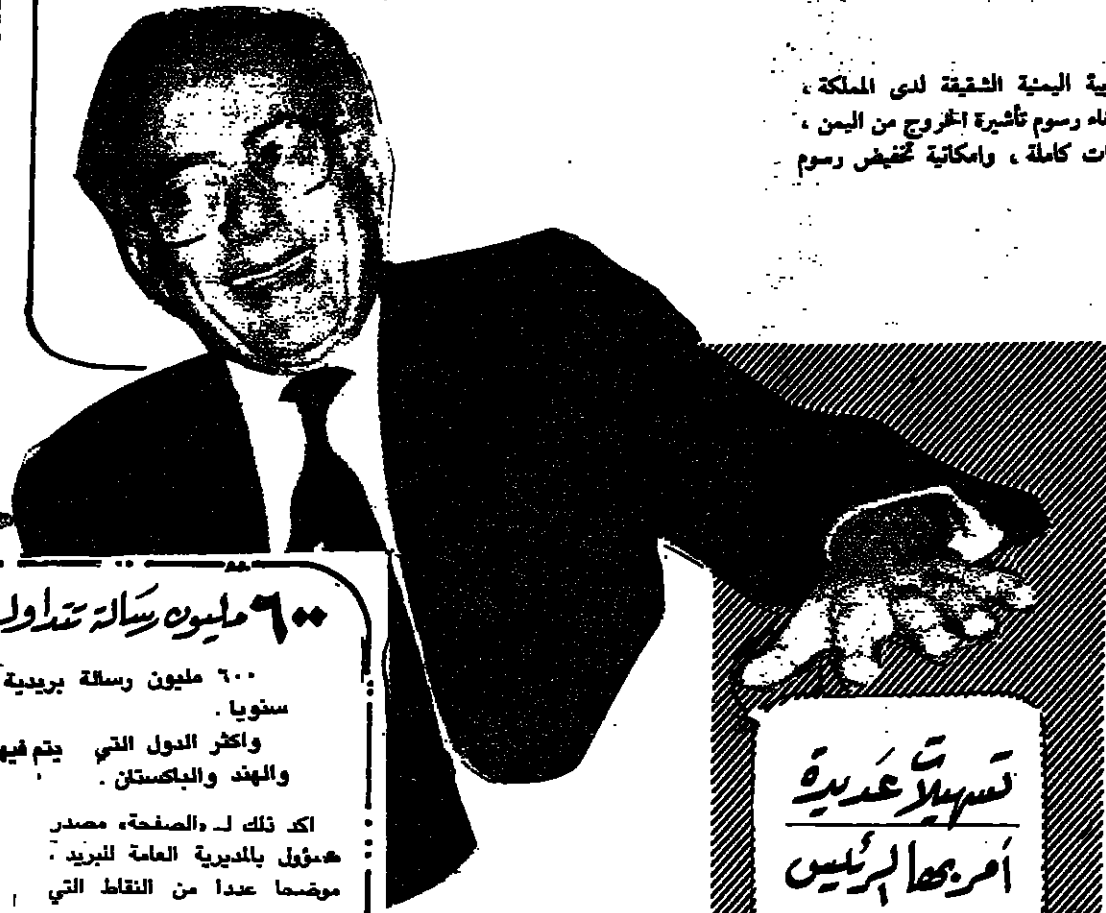 ية اليمنية الشقيقة لدى المملكة ،
اء رسوم تأشيرة الخروج من اليمن ،
ات كاملة ، وامكانية تخفيض رسوم
تسهيلات عديدة
أمر بها الرئيس
٦٠٠ مليون رسالة تتداول
٦٠٠ مليون رسالة بريدية
سنويا .
واكثر الدول التي يتم فيها
والهند والباكستان .
اكد ذلك لـ «الصفحة» مصدر
مسؤول بالمديرية العامة للبريد .
موضحا عددا من النقاط التي